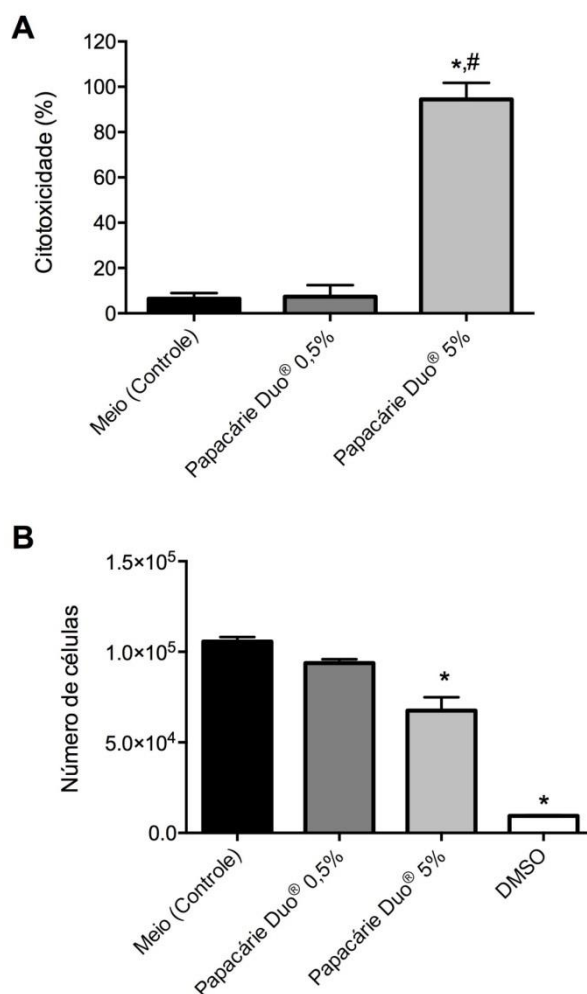 A
Citotoxicidade (%)
120
100
80
60
40
20
0
*,#
Meio (Controle)
Papacárie Duo® 0,5%
Papacárie Duo® 5%
B
Número de células
1.5×10⁵
1.0×10⁵
5.0×10⁴
0.0
*
*
Meio (Controle)
Papacárie Duo® 0,5%
Papacárie Duo® 5%
DMSO